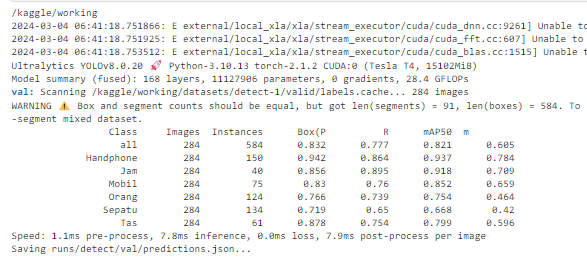 /kaggle/working
2024-03-04 06:41:18.751866: E external/local_xla/xla/stream_executor/cuda/cuda_dnn.cc:9261] Unable to
2024-03-04 06:41:18.751925: E external/local_xla/xla/stream_executor/cuda/cuda_fft.cc:607] Unable to
2024-03-04 06:41:18.753512: E external/local_xla/xla/stream_executor/cuda/cuda_blas.cc:1515] Unable t
Ultralytics YOLOv8.0.20 🚀 Python-3.10.13 torch-2.1.2 CUDA:0 (Tesla T4, 15102MiB)
Model summary (fused): 168 layers, 11127906 parameters, 0 gradients, 28.4 GFLOPs
val: Scanning /kaggle/working/datasets/detect-1/valid/labels.cache... 284 images
WARNING ⚠️ Box and segment counts should be equal, but got len(segments) = 91, len(boxes) = 584. To
-segment mixed dataset.
Class Images Instances Box(P R mAP50 m
all 284 584 0.832 0.777 0.821 0.605
Handphone 284 150 0.942 0.864 0.937 0.784
Jam 284 40 0.856 0.895 0.918 0.709
Mobil 284 75 0.83 0.76 0.852 0.659
Orang 284 124 0.766 0.739 0.754 0.464
Sepatu 284 134 0.719 0.65 0.668 0.42
Tas 284 61 0.878 0.754 0.799 0.596
Speed: 1.1ms pre-process, 7.8ms inference, 0.0ms loss, 7.9ms post-process per image
Saving runs/detect/val/predictions.json...